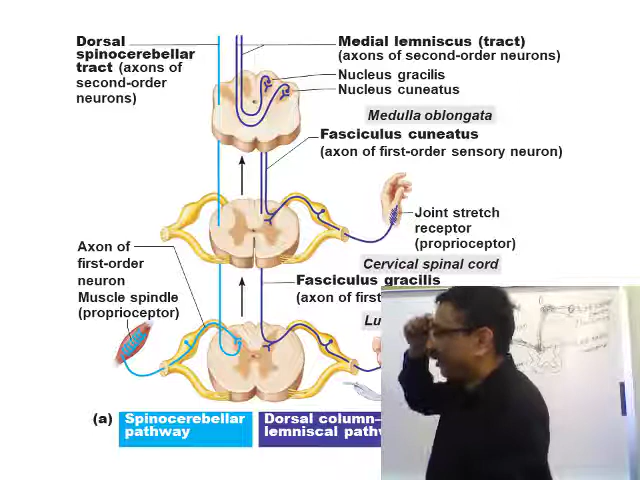 Dorsal
spinocerebellar
tract (axons of
second-order
neurons)
Medial lemniscus (tract)
(axons of second-order neurons)
Nucleus gracilis
Nucleus cuneatus
Medulla oblongata
Fasciculus cuneatus
(axon of first-order sensory neuron)
Joint stretch
receptor
(proprioceptor)
Axon of
first-order
neuron
Muscle spindle
(proprioceptor)
Cervical spinal cord
Fasciculus gracilis
(axon of first
Lu
(a) Spinocerebellar
pathway
Dorsal column–
lemniscal path